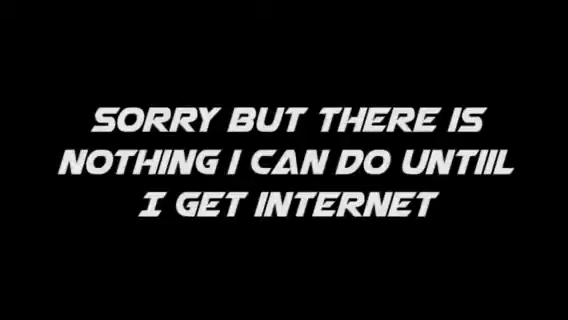 SORRY BUT THERE IS
NOTHING I CAN DO UNTIIL
I GET INTERNET